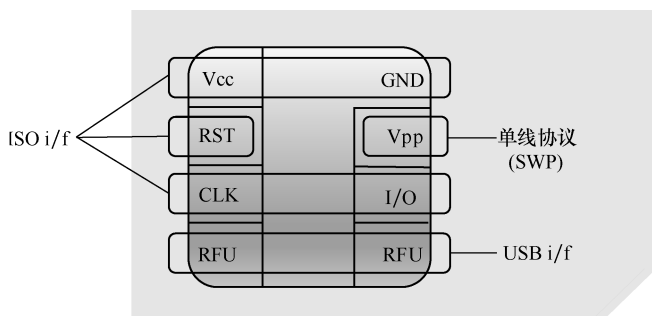 Vcc GND
ISO i/f RST Vpp 单线协议
(SWP)
CLK I/O
RFU RFU USB i/f